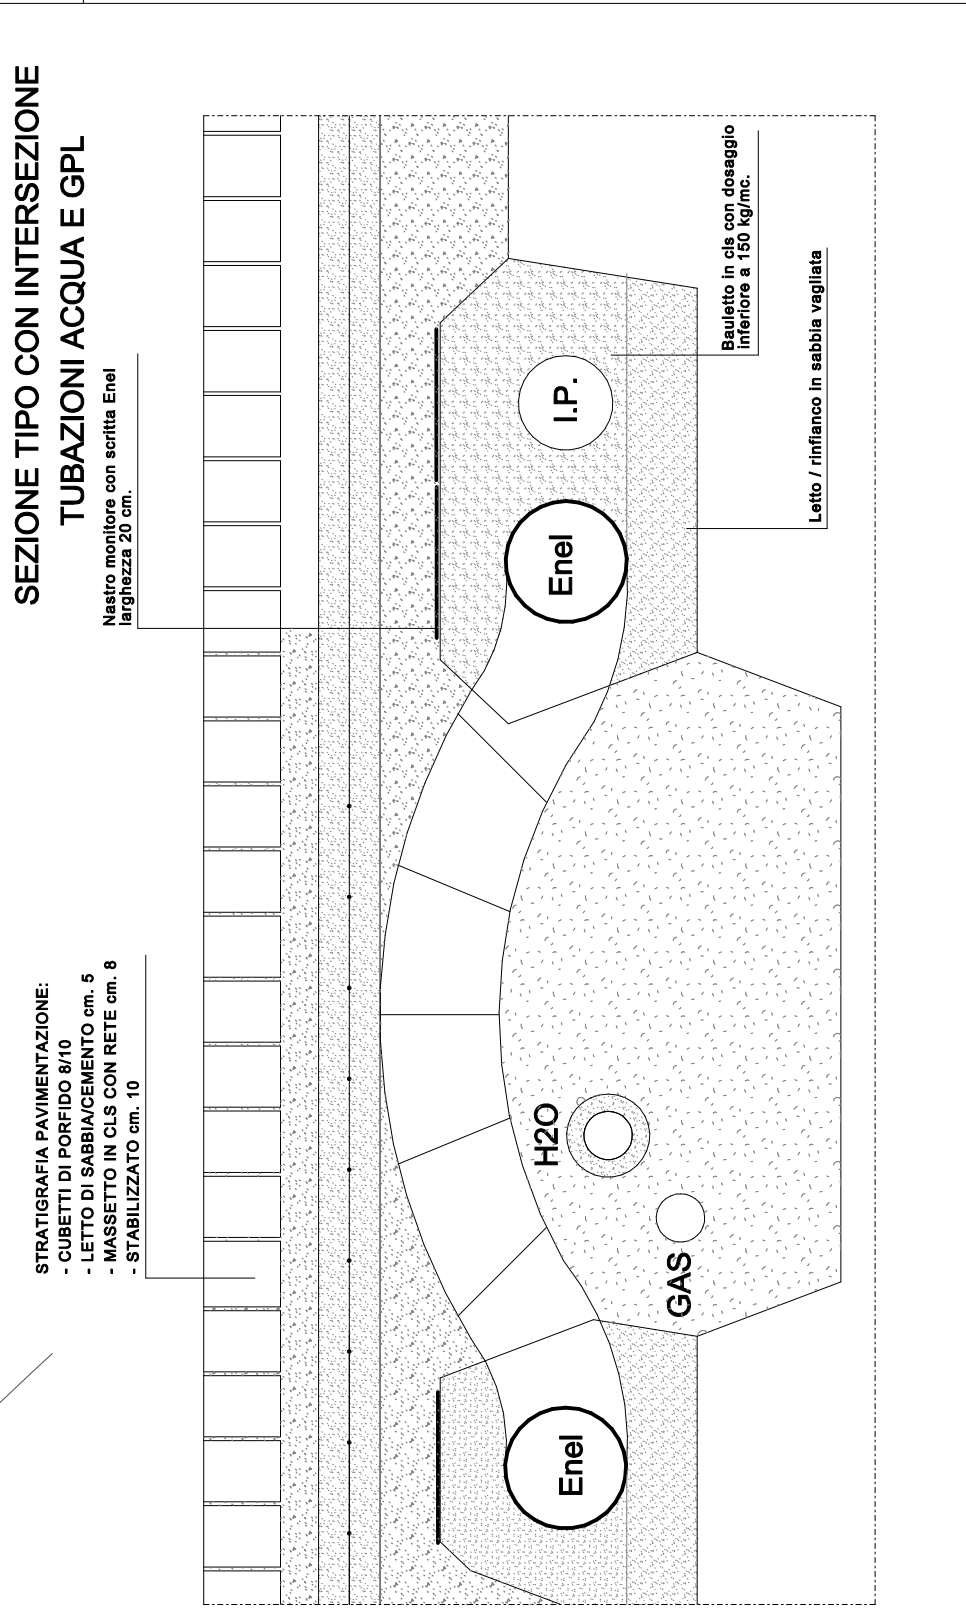 SEZIONE TIPO CON INTERSEZIONE
TUBAZIONI ACQUA E GPL
STRATIGRAFIA PAVIMENTAZIONE:
- CUBETTI DI PORFIDO 8/10
- LETTO DI SABBIA/CEMENTO cm. 5
- MASSETTO IN CLS CON RETE cm. 8
- STABILIZZATO cm. 10
Nastro monitore con scritta Enel
larghezza 20 cm.
Enel
H2O
GAS
Enel
I.P.
Bauletto in cls con dosaggio
inferiore a 150 kg/mc.
Letto / rinfianco in sabbia vagliata